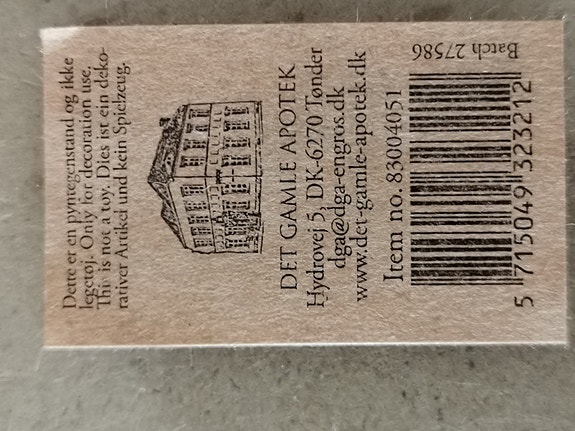 Dette er en pyntegenstand og ikke
legetøj. Only for decoration use.
This is not a toy. Dies ist ein deko-
rativer Artikel und kein Spielzeug.
DET GAMLE APOTEK
Hydrovej 5, DK-6270 Tønder
dga@dga-engros.dk
www.det-gamle-apotek.dk
Item no. 83004051
5 715049 323212
Batch 27586